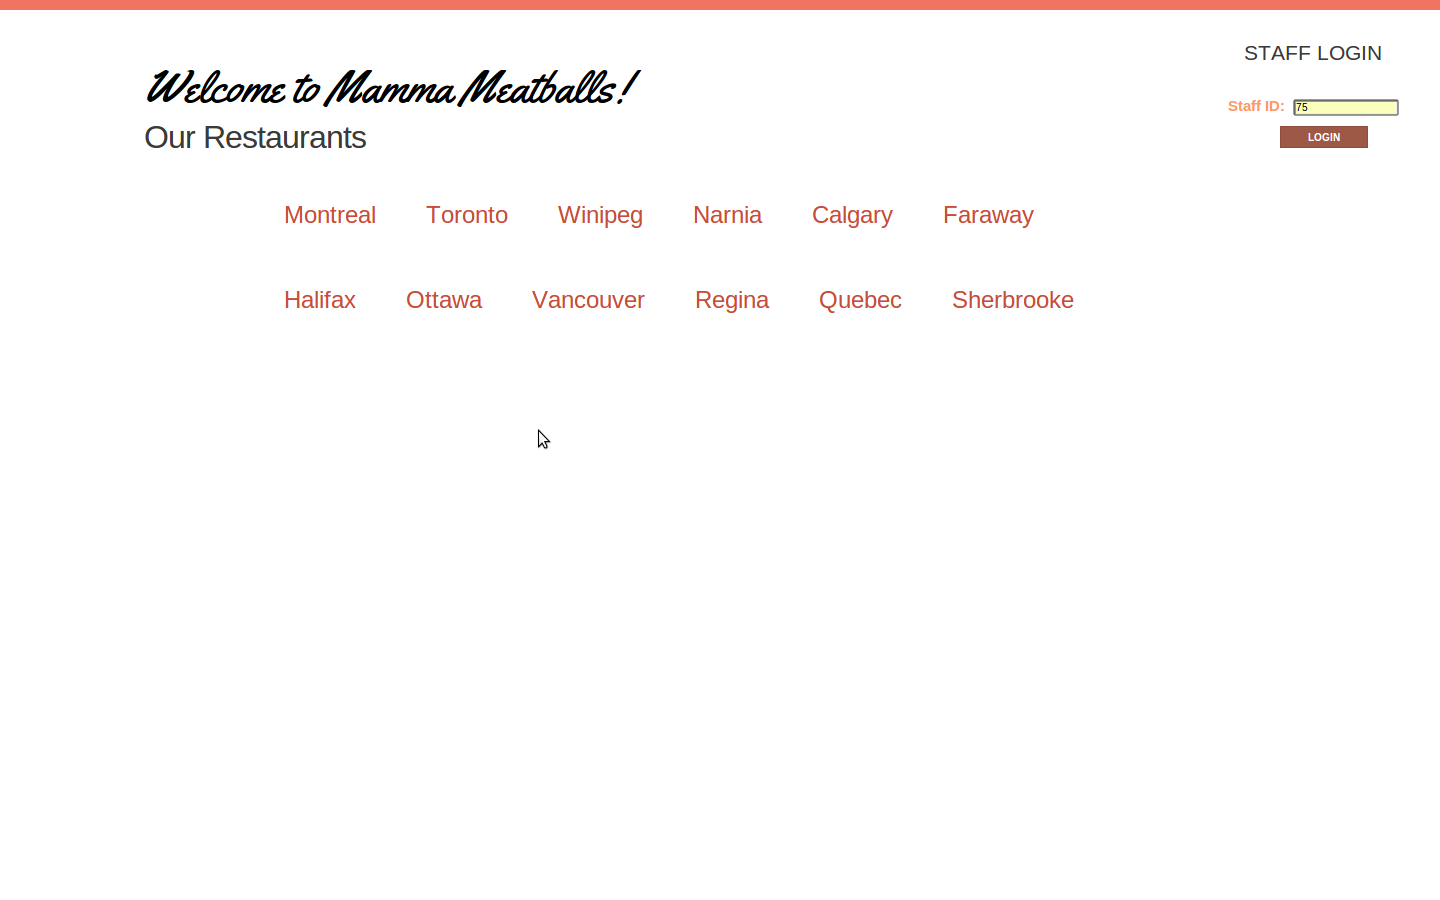 STAFF LOGIN
Welcome to Mamma Meatballs!
Staff ID: 75
LOGIN
Our Restaurants
Montreal Toronto Winipeg Narnia Calgary Faraway
Halifax Ottawa Vancouver Regina Quebec Sherbrooke